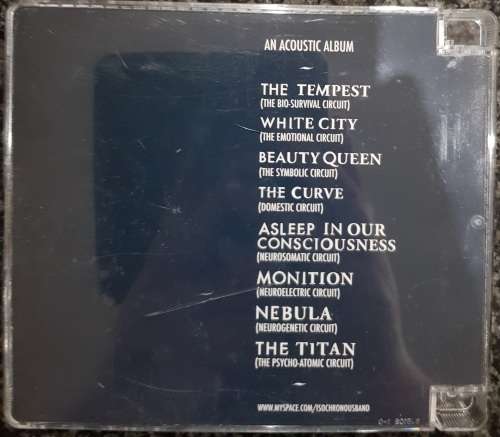 AN ACOUSTIC ALBUM
THE TEMPEST
(THE BIO-SURVIVAL CIRCUIT)
WHITE CITY
(THE EMOTIONAL CIRCUIT)
BEAUTY QUEEN
(THE SYMBOLIC CIRCUIT)
THE CURVE
(DOMESTIC CIRCUIT)
ASLEEP IN OUR
CONSCIOUSNESS
(NEUROSOMATIC CIRCUIT)
MONITION
(NEUROELECTRIC CIRCUIT)
NEBULA
(NEUROGENETIC CIRCUIT)
THE TITAN
(THE PSYCHO-ATOMIC CIRCUIT)
WWW.MYSPACE.COM/ISOCHRONOUSBAND